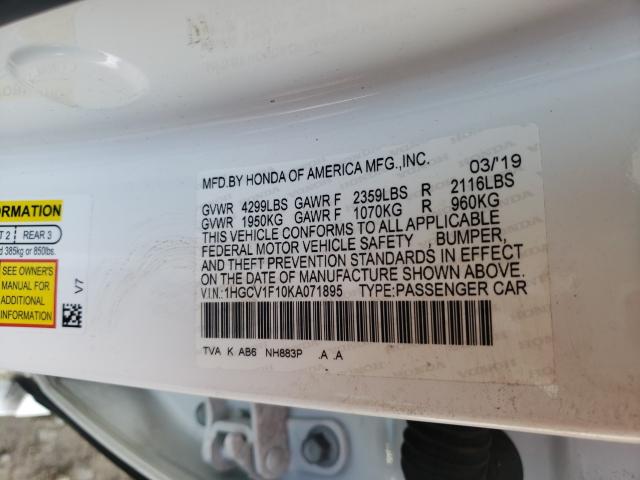 MFD.BY HONDA OF AMERICA MFG.,INC. 03/'19
GVWR 4299LBS GAWR F 2359LBS R 2116LBS
GVWR 1950KG GAWR F 1070KG R 960KG
THIS VEHICLE CONFORMS TO ALL APPLICABLE
FEDERAL MOTOR VEHICLE SAFETY BUMPER,
AND THEFT PREVENTION STANDARDS IN EFFECT
ON THE DATE OF MANUFACTURE SHOWN ABOVE.
V.I.N.:1HGCV1F10KA071895 TYPE:PASSENGER CAR
TVA K AB6 NH883P .A .A
FORMATION
T 2 REAR 3
d 385kg or 850lbs.
SEE OWNER'S
MANUAL FOR
ADDITIONAL
INFORMATION
V7